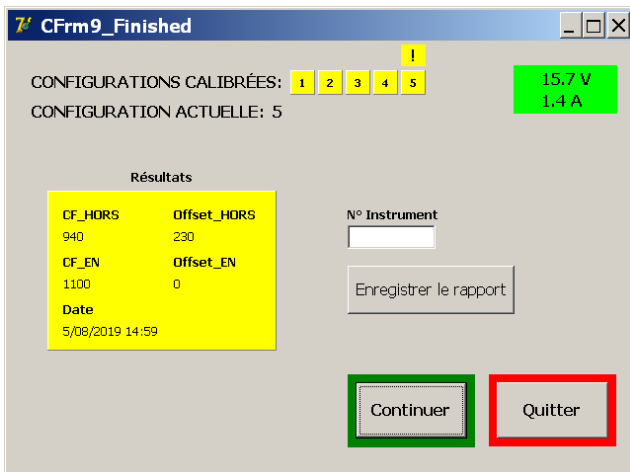 CFrm9_Finished
!
CONFIGURATIONS CALIBRÉES: 1 2 3 4 5
15.7 V
1.4 A
CONFIGURATION ACTUELLE: 5
Résultats
CF_HORS Offset_HORS
940 230
CF_EN Offset_EN
1100 0
Date
5/08/2019 14:59
Nº Instrument
Enregistrer le rapport
Continuer
Quitter